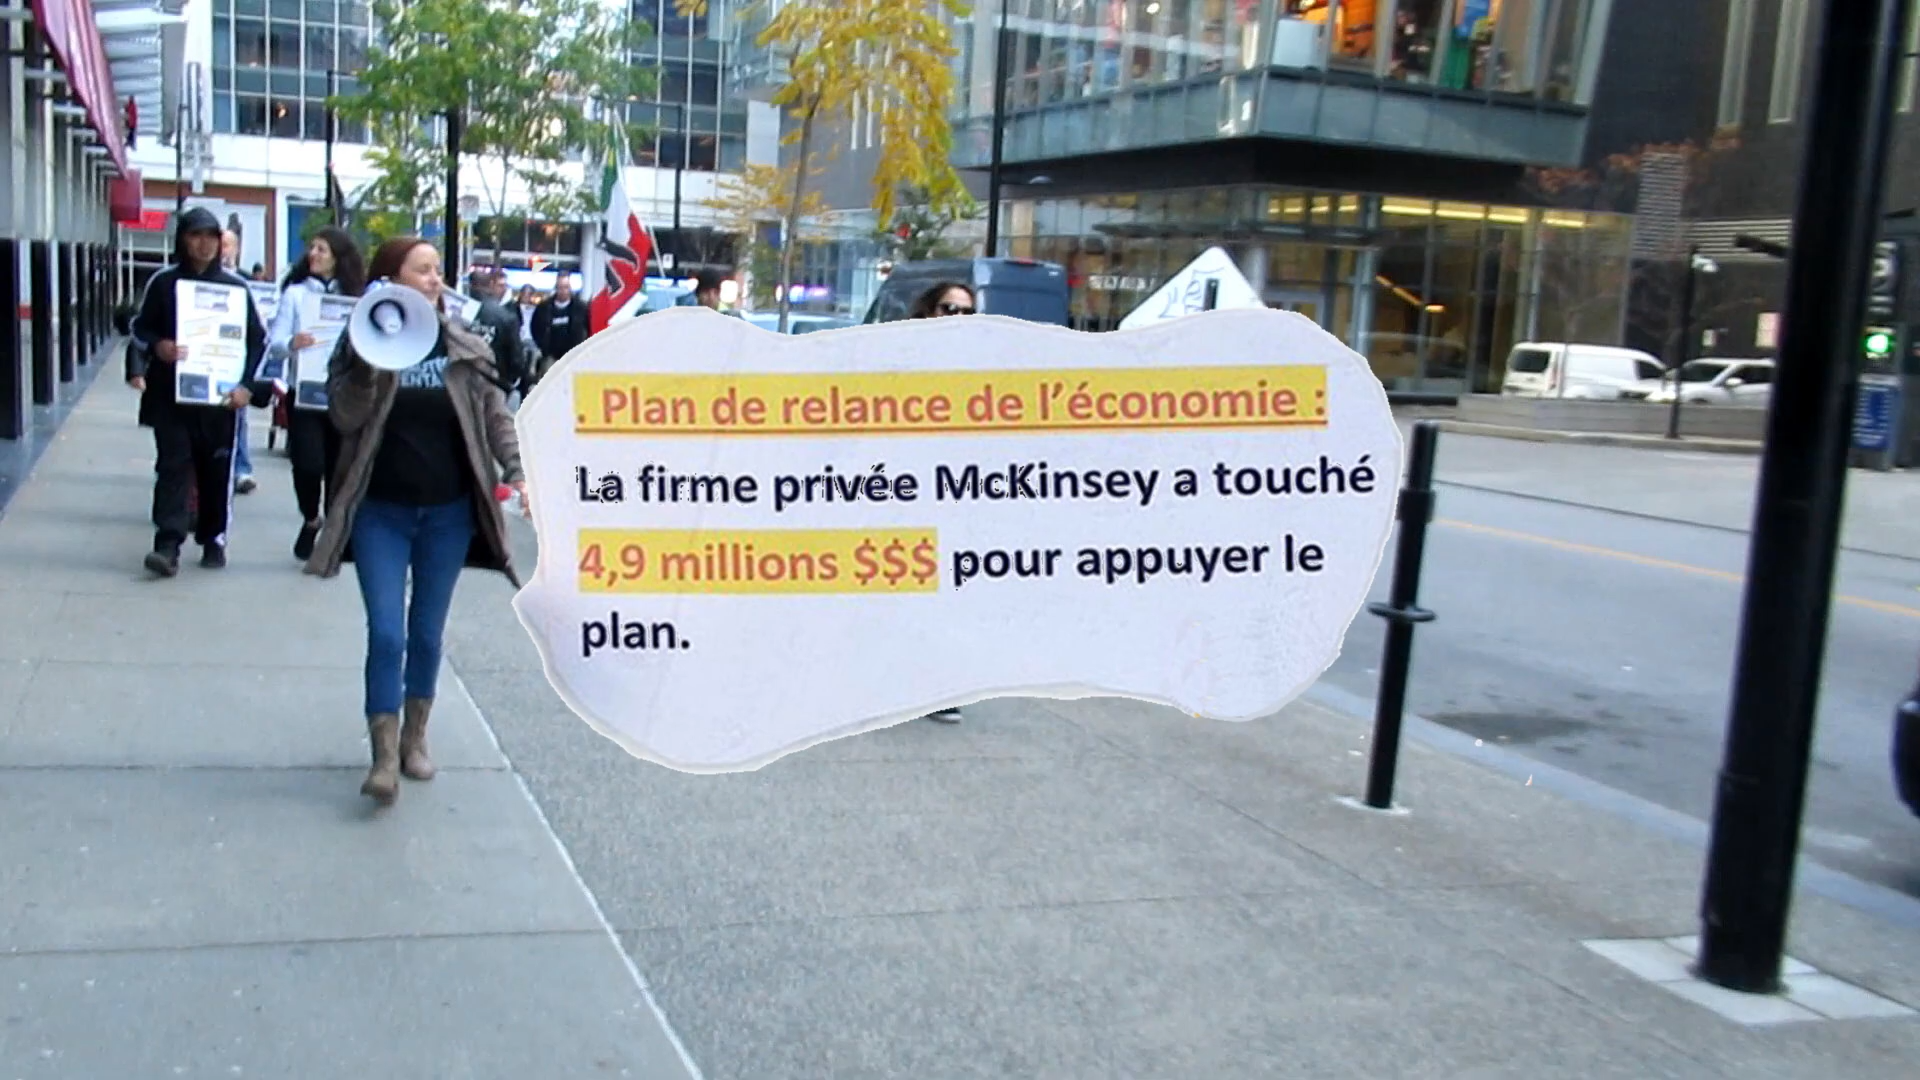 . Plan de relance de l'économie :
La firme privée McKinsey a touché
4,9 millions $$$ pour appuyer le
plan.